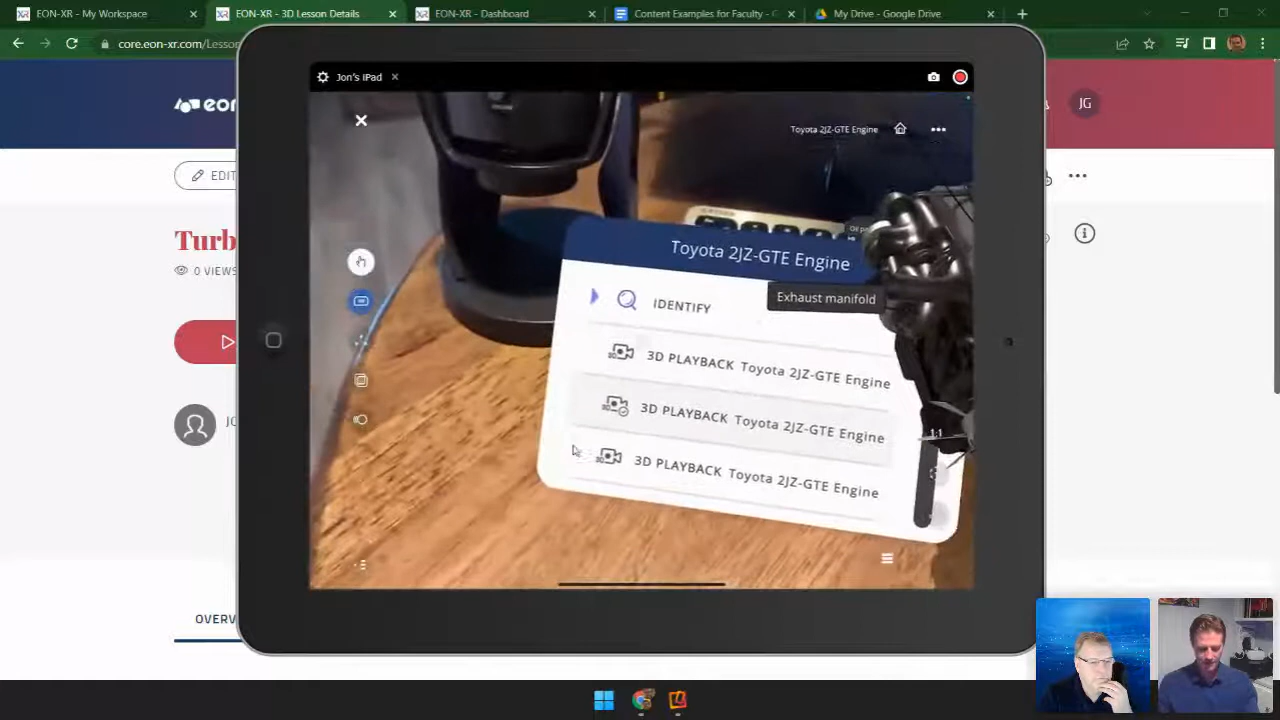 EON-XR - My Workspace
EON-XR - 3D Lesson Details
EON-XR - Dashboard
Content Examples for Faculty - G
My Drive - Google Drive
core.eon-xr.com/Lesso
Jon's IPad
JG
Toyota 2JZ-GTE Engine
EDIT
Turb
0 VIEWS
Toyota 2JZ-GTE Engine
IDENTIFY
Exhaust manifold
3D PLAYBACK Toyota 2JZ-GTE Engine
3D PLAYBACK Toyota 2JZ-GTE Engine
3D PLAYBACK Toyota 2JZ-GTE Engine
1:1
OVERV